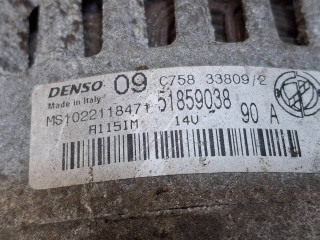 DENSO 09 C758 33809/2
Made in Italy
MS1022118471 51859038
A115IM 14V 90 A